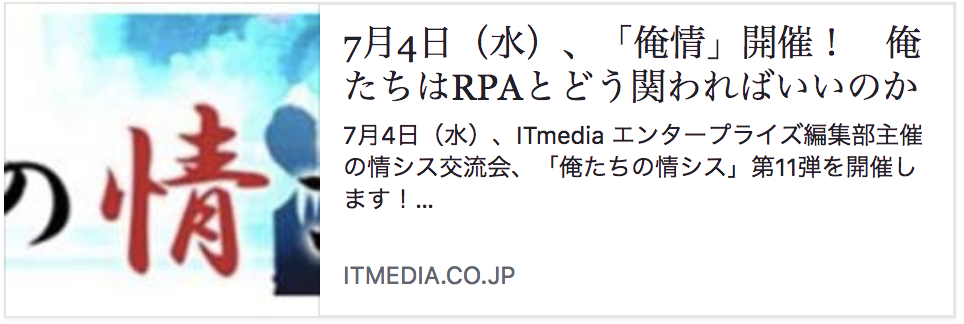 の情
7月4日（水）、「俺情」開催！　俺
たちはRPAとどう関わればいいのか
7月4日（水）、ITmedia エンタープライズ編集部主催
の情シス交流会、「俺たちの情シス」第11弾を開催し
ます！...
ITMEDIA.CO.JP